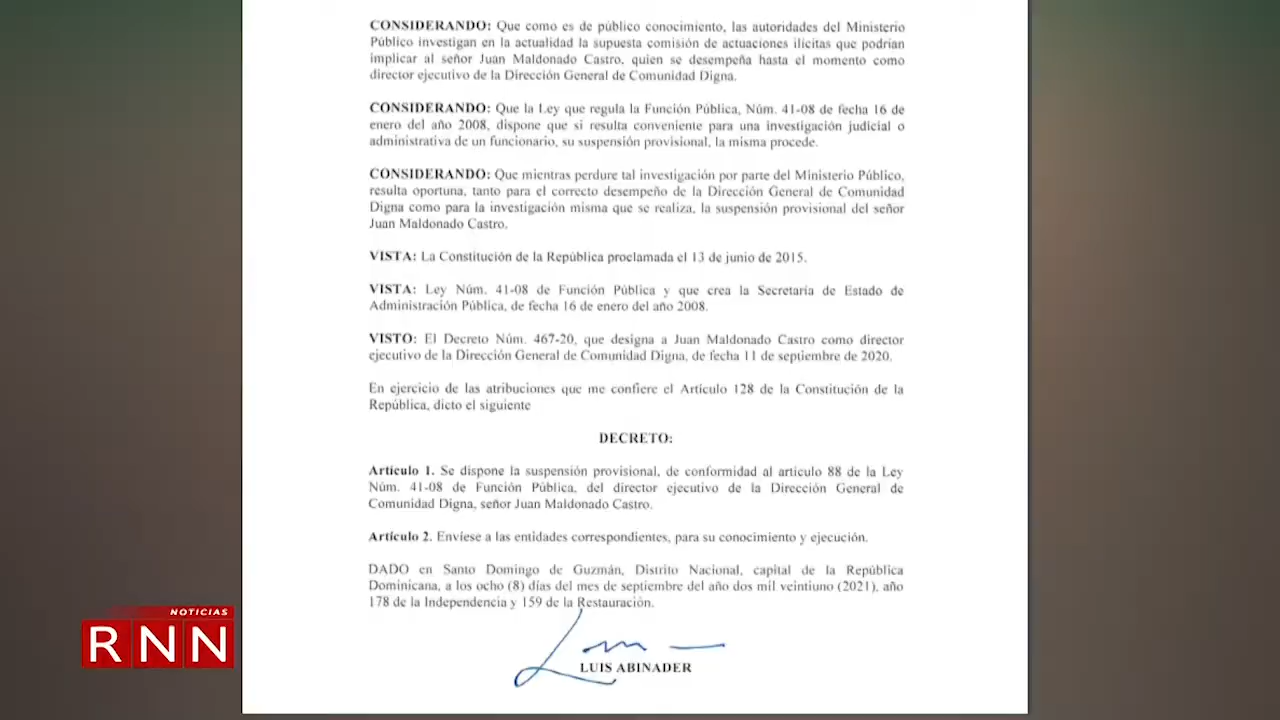 CONSIDERANDO: Que como es de público conocimiento, las autoridades del Ministerio
Público investigan en la actualidad la supuesta comisión de actuaciones ilícitas que podrían
implicar al señor Juan Maldonado Castro, quien se desempeña hasta el momento como
director ejecutivo de la Dirección General de Comunidad Digna.
CONSIDERANDO: Que la Ley que regula la Función Pública, Núm. 41-08 de fecha 16 de
enero del año 2008, dispone que si resulta conveniente para una investigación judicial o
administrativa de un funcionario, su suspensión provisional, la misma procede.
CONSIDERANDO: Que mientras perdure tal investigación por parte del Ministerio Público,
resulta oportuna, tanto para el correcto desempeño de la Dirección General de Comunidad
Digna como para la investigación misma que se realiza, la suspensión provisional del señor
Juan Maldonado Castro.
VISTA: La Constitución de la República proclamada el 13 de junio de 2015.
VISTA: Ley Núm. 41-08 de Función Pública y que crea la Secretaría de Estado de
Administración Pública, de fecha 16 de enero del año 2008.
VISTO: El Decreto Núm. 467-20, que designa a Juan Maldonado Castro como director
ejecutivo de la Dirección General de Comunidad Digna, de fecha 11 de septiembre de 2020.
En ejercicio de las atribuciones que me confiere el Artículo 128 de la Constitución de la
República, dicto el siguiente
DECRETO:
Artículo 1. Se dispone la suspensión provisional, de conformidad al artículo 88 de la Ley
Núm. 41-08 de Función Pública, del director ejecutivo de la Dirección General de
Comunidad Digna, señor Juan Maldonado Castro.
Artículo 2. Envíese a las entidades correspondientes, para su conocimiento y ejecución.
DADO en Santo Domingo de Guzmán, Distrito Nacional, capital de la República
Dominicana, a los ocho (8) días del mes de septiembre del año dos mil veintiuno (2021), año
178 de la Independencia y 159 de la Restauración.
LUIS ABINADER
NOTICIAS
RNN